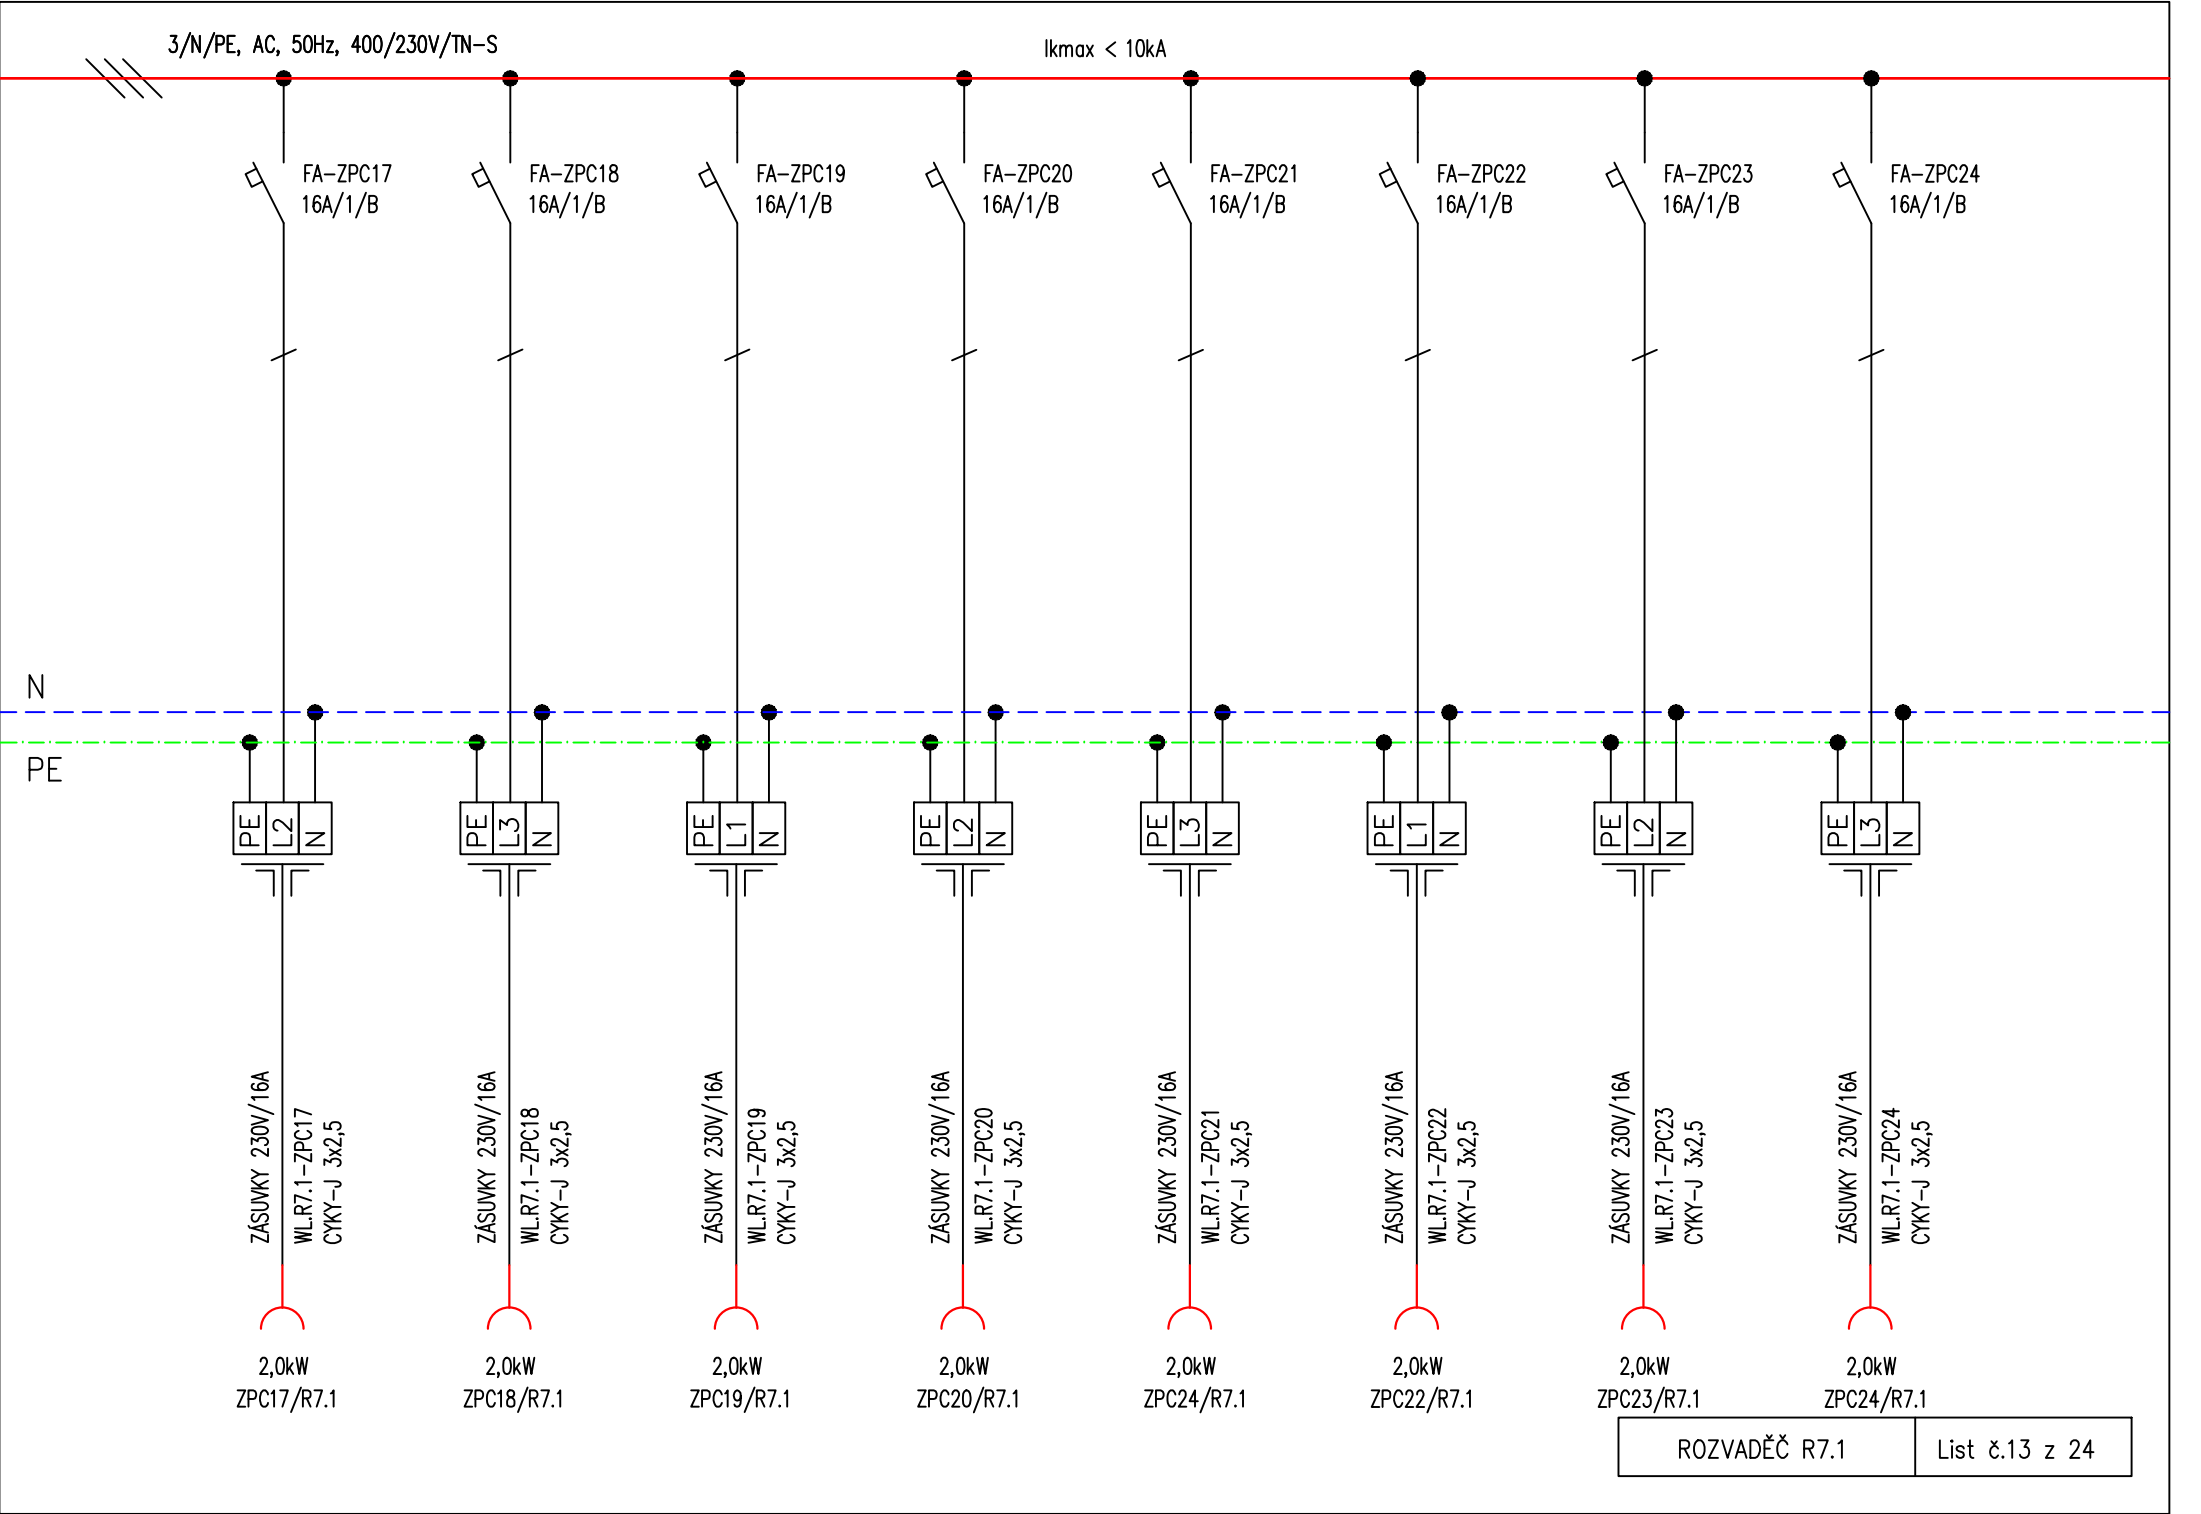 3/N/PE, AC, 50Hz, 400/230V/TN-S
Ikmax < 10kA
FA-ZPC17
16A/1/B
FA-ZPC18
16A/1/B
FA-ZPC19
16A/1/B
FA-ZPC20
16A/1/B
FA-ZPC21
16A/1/B
FA-ZPC22
16A/1/B
FA-ZPC23
16A/1/B
FA-ZPC24
16A/1/B
N
PE
PE L2 N
PE L3 N
PE L1 N
PE L2 N
PE L3 N
PE L1 N
PE L2 N
PE L3 N
ZÁSUVKY 230V/16A
WL.R7.1-ZPC17
CYKY-J 3x2,5
ZÁSUVKY 230V/16A
WL.R7.1-ZPC18
CYKY-J 3x2,5
ZÁSUVKY 230V/16A
WL.R7.1-ZPC19
CYKY-J 3x2,5
ZÁSUVKY 230V/16A
WL.R7.1-ZPC20
CYKY-J 3x2,5
ZÁSUVKY 230V/16A
WL.R7.1-ZPC21
CYKY-J 3x2,5
ZÁSUVKY 230V/16A
WL.R7.1-ZPC22
CYKY-J 3x2,5
ZÁSUVKY 230V/16A
WL.R7.1-ZPC23
CYKY-J 3x2,5
ZÁSUVKY 230V/16A
WL.R7.1-ZPC24
CYKY-J 3x2,5
2,0kW
ZPC17/R7.1
2,0kW
ZPC18/R7.1
2,0kW
ZPC19/R7.1
2,0kW
ZPC20/R7.1
2,0kW
ZPC24/R7.1
2,0kW
ZPC22/R7.1
2,0kW
ZPC23/R7.1
2,0kW
ZPC24/R7.1
ROZVADĚČ R7.1
List č.13 z 24